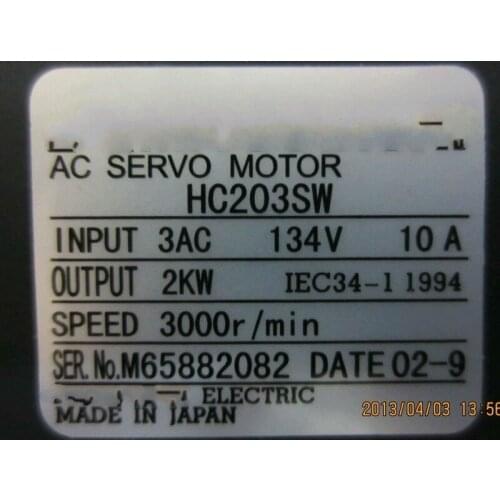 AC SERVO MOTOR
HC203SW
INPUT 3AC 134V 10A
OUTPUT 2KW IEC34-1 1994
SPEED 3000r/min
SER.No.M65882082 DATE 02-9
ELECTRIC
MADE IN JAPAN
2013/04/03 13:56